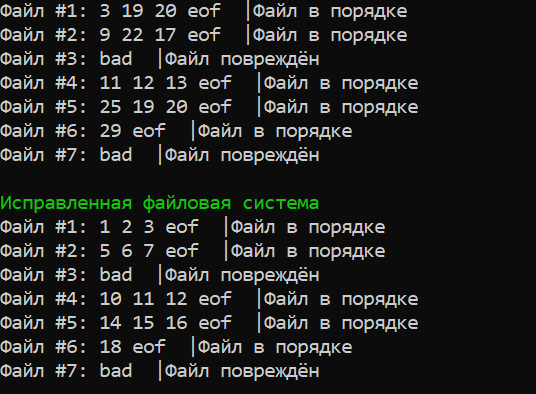 Файл #1: 3 19 20 eof |Файл в порядке
Файл #2: 9 22 17 eof |Файл в порядке
Файл #3: bad |Файл повреждён
Файл #4: 11 12 13 eof |Файл в порядке
Файл #5: 25 19 20 eof |Файл в порядке
Файл #6: 29 eof |Файл в порядке
Файл #7: bad |Файл повреждён
Исправленная файловая система
Файл #1: 1 2 3 eof |Файл в порядке
Файл #2: 5 6 7 eof |Файл в порядке
Файл #3: bad |Файл повреждён
Файл #4: 10 11 12 eof |Файл в порядке
Файл #5: 14 15 16 eof |Файл в порядке
Файл #6: 18 eof |Файл в порядке
Файл #7: bad |Файл повреждён